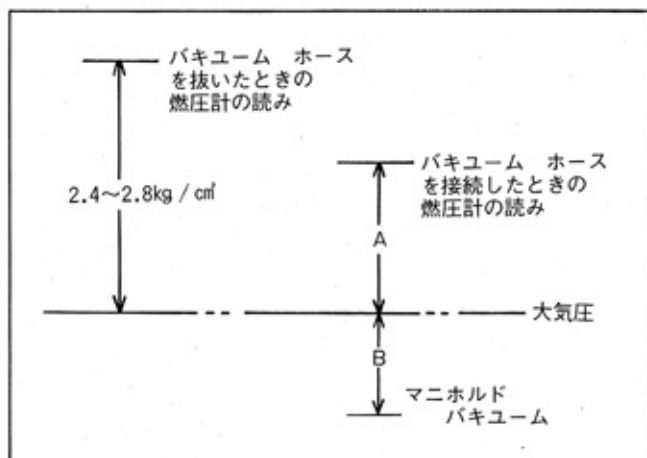 バキューム ホース
を抜いたときの
燃圧計の読み
2.4～2.8kg/c㎡
バキューム ホース
を接続したときの
燃圧計の読み
A
大気圧
B
マニホルド
バキューム